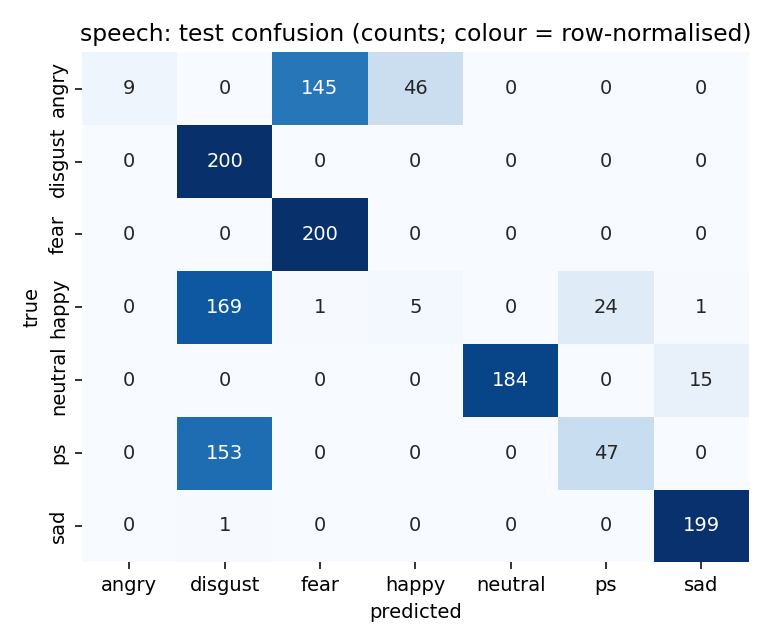 speech: test confusion (counts; colour = row-normalised)
angry 9 0 145 46 0 0 0
disgust 0 200 0 0 0 0 0
fear 0 0 200 0 0 0 0
happy 0 169 1 5 0 24 1
neutral 0 0 0 0 184 0 15
ps 0 153 0 0 0 47 0
sad 0 1 0 0 0 0 199
true
angry disgust fear happy neutral ps sad
predicted